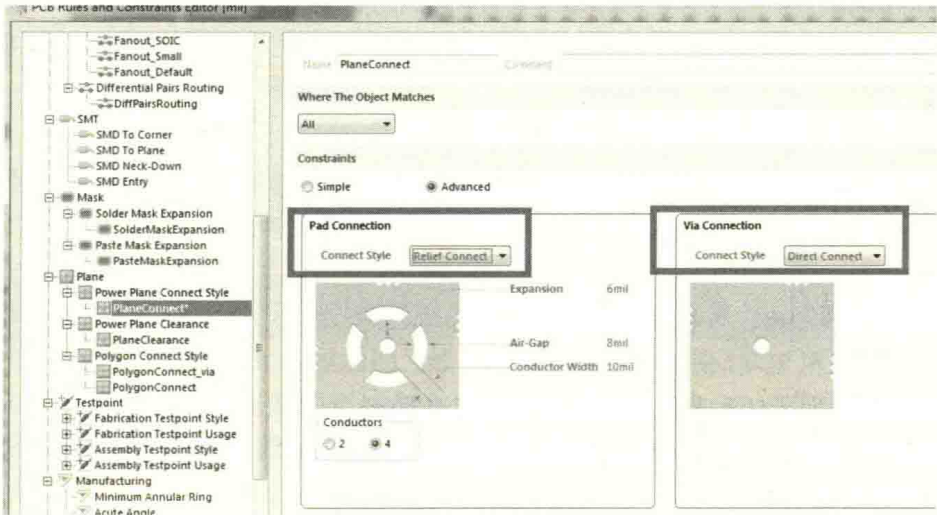 PCB Rules and Constraints Editor [mil]
Fanout_SOIC
Fanout_Small
Fanout_Default
Differential Pairs Routing
DiffPairsRouting
SMT
SMD To Corner
SMD To Plane
SMD Neck-Down
SMD Entry
Mask
Solder Mask Expansion
SolderMaskExpansion
Paste Mask Expansion
PasteMaskExpansion
Plane
Power Plane Connect Style
PlaneConnect*
Power Plane Clearance
PlaneClearance
Polygon Connect Style
PolygonConnect_via
PolygonConnect
Testpoint
Fabrication Testpoint Style
Fabrication Testpoint Usage
Assembly Testpoint Style
Assembly Testpoint Usage
Manufacturing
Minimum Annular Ring
Acute Angle
Name PlaneConnect Comment
Where The Object Matches
All
Constraints
Simple Advanced
Pad Connection
Connect Style Relief Connect
Expansion 6mil
Air-Gap 8mil
Conductor Width 10mil
Conductors
2 4
Via Connection
Connect Style Direct Connect